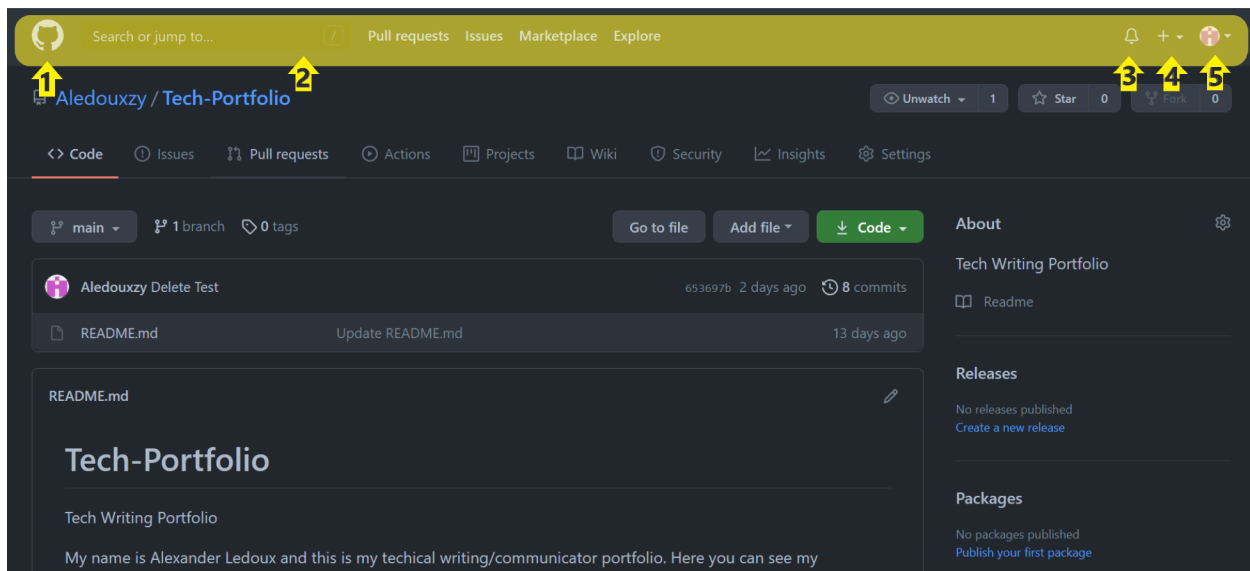 Search or jump to... / Pull requests Issues Marketplace Explore
1 2 3 4 5
Aledouxzy / Tech-Portfolio Unwatch 1 Star 0 Fork 0
Code Issues Pull requests Actions Projects Wiki Security Insights Settings
main 1 branch 0 tags Go to file Add file Code
Aledouxzy Delete Test 653697b 2 days ago 8 commits
README.md Update README.md 13 days ago
README.md
Tech-Portfolio
Tech Writing Portfolio
My name is Alexander Ledoux and this is my techical writing/communicator portfolio. Here you can see my
About
Tech Writing Portfolio
Readme
Releases
No releases published
Create a new release
Packages
No packages published
Publish your first package